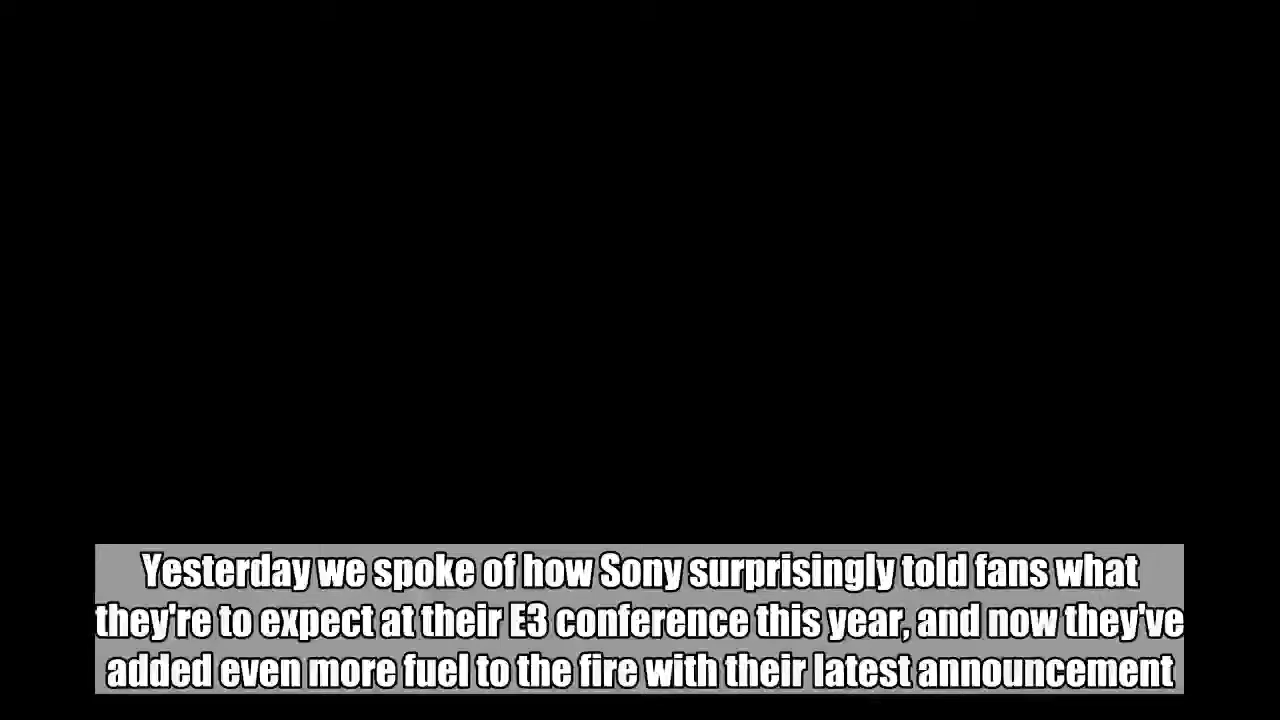 Yesterday we spoke of how Sony surprisingly told fans what
they're to expect at their E3 conference this year, and now they've
added even more fuel to the fire with their latest announcement